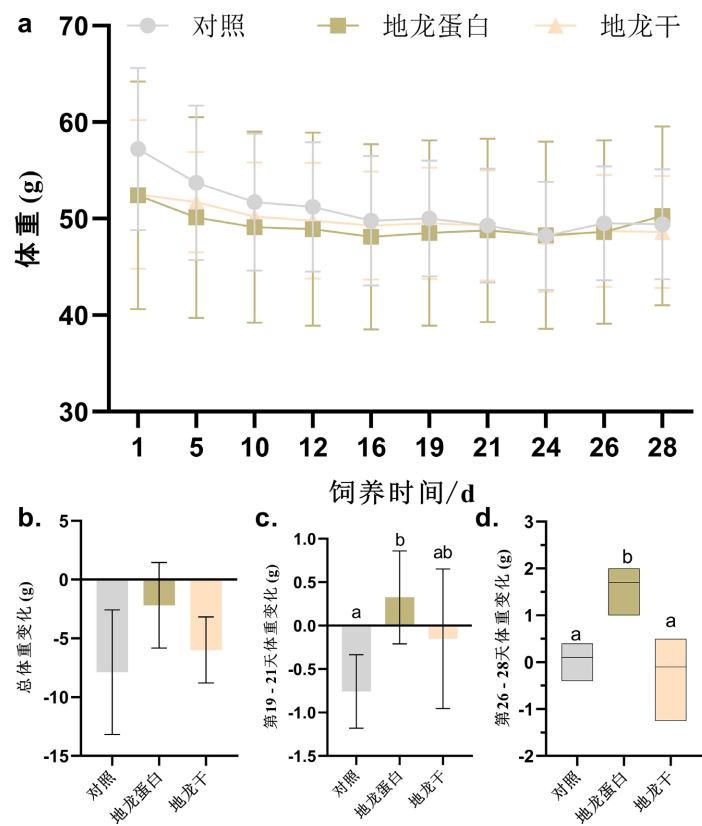 a
对照 地龙蛋白 地龙干
70
60
50
40
30
体重 (g)
1 5 10 12 16 19 21 24 26 28
饲养时间/d
b.
总体重变化 (g)
5
0
-5
-10
-15
对照 地龙蛋白 地龙干
c.
第19 - 21天体重变化 (g)
1.0
0.5
0.0
-0.5
-1.0
-1.5
a b ab
对照 地龙蛋白 地龙干
d.
第26 - 28天体重变化 (g)
3
2
1
0
-1
-2
a b a
对照 地龙蛋白 地龙干